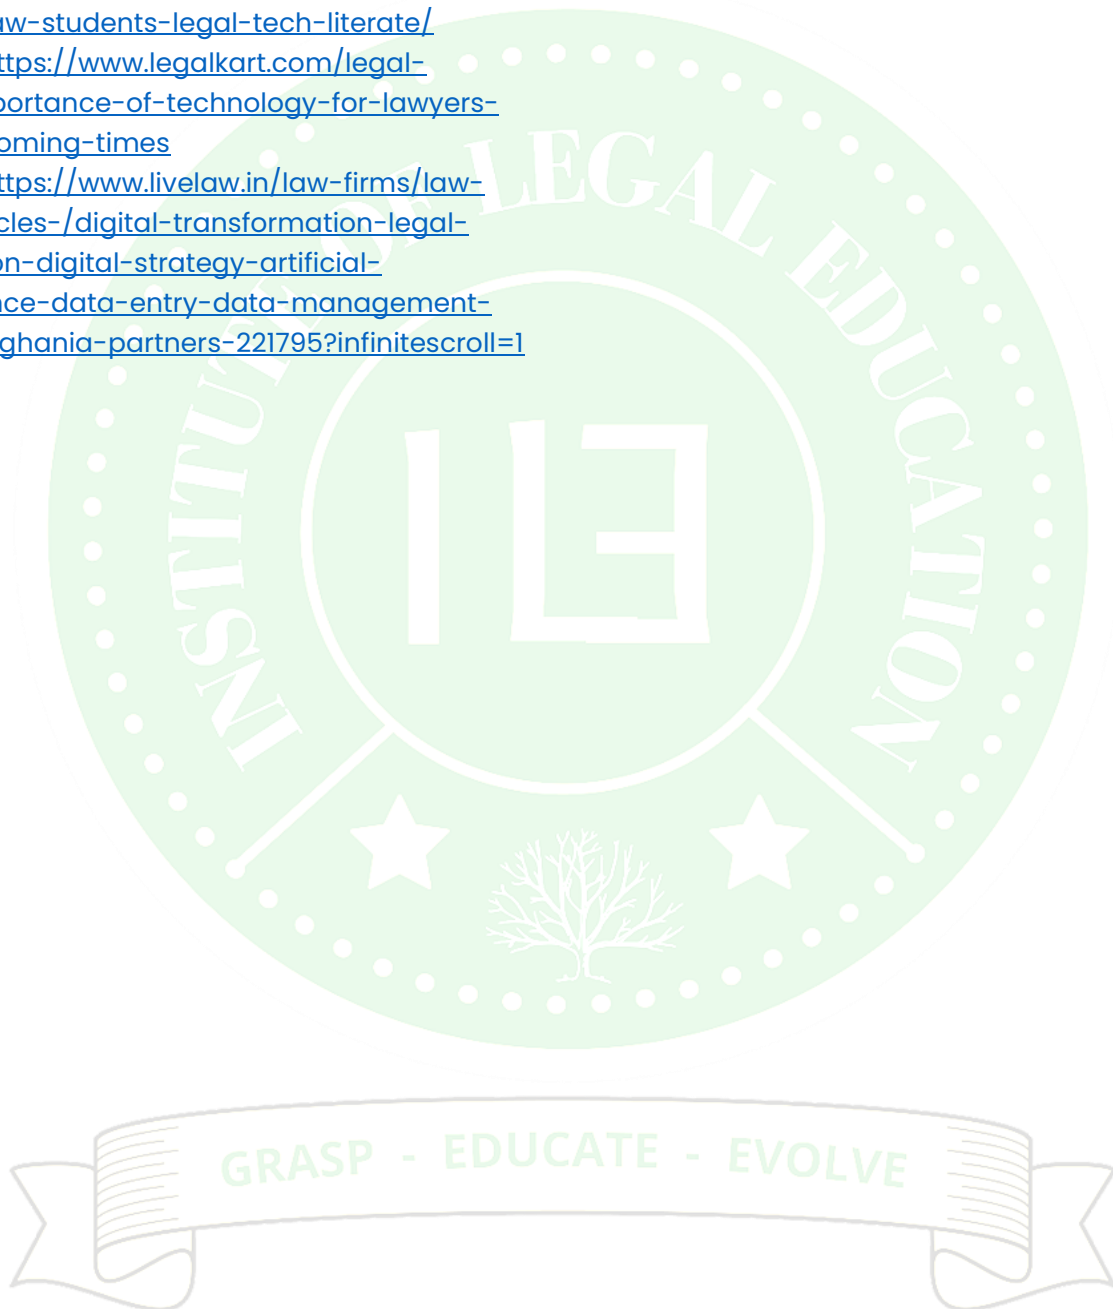 aw-students-legal-tech-literate/
ttps://www.legalkart.com/legal-
portance-of-technology-for-lawyers-
oming-times
ttps://www.livelaw.in/law-firms/law-
cles-/digital-transformation-legal-
on-digital-strategy-artificial-
nce-data-entry-data-management-
ghania-partners-221795?infinitescroll=1
INSTITUTE OF LEGAL EDUCATION
ILE
GRASP - EDUCATE - EVOLVE